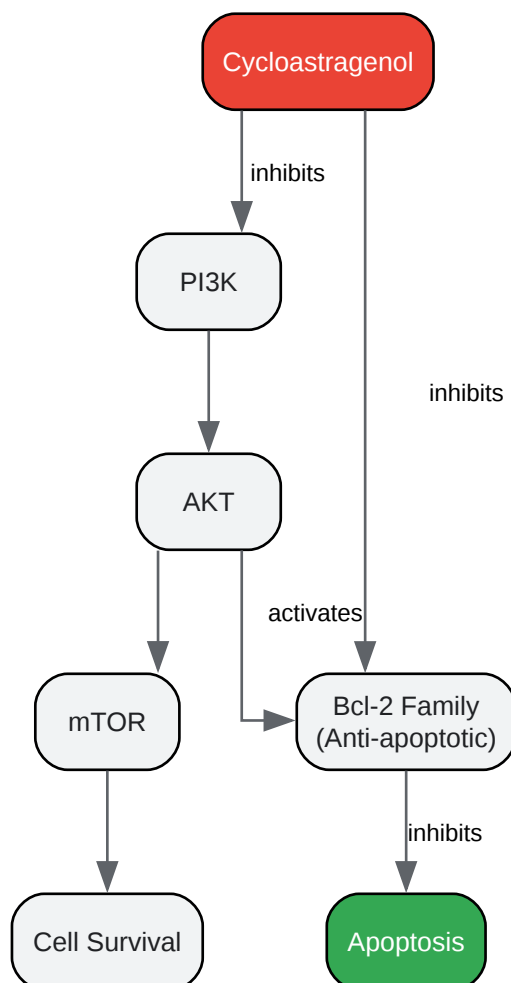 Cycloastragenol
inhibits
PI3K
inhibits
AKT
activates
mTOR
Bcl-2 Family
(Anti-apoptotic)
inhibits
Cell Survival
Apoptosis